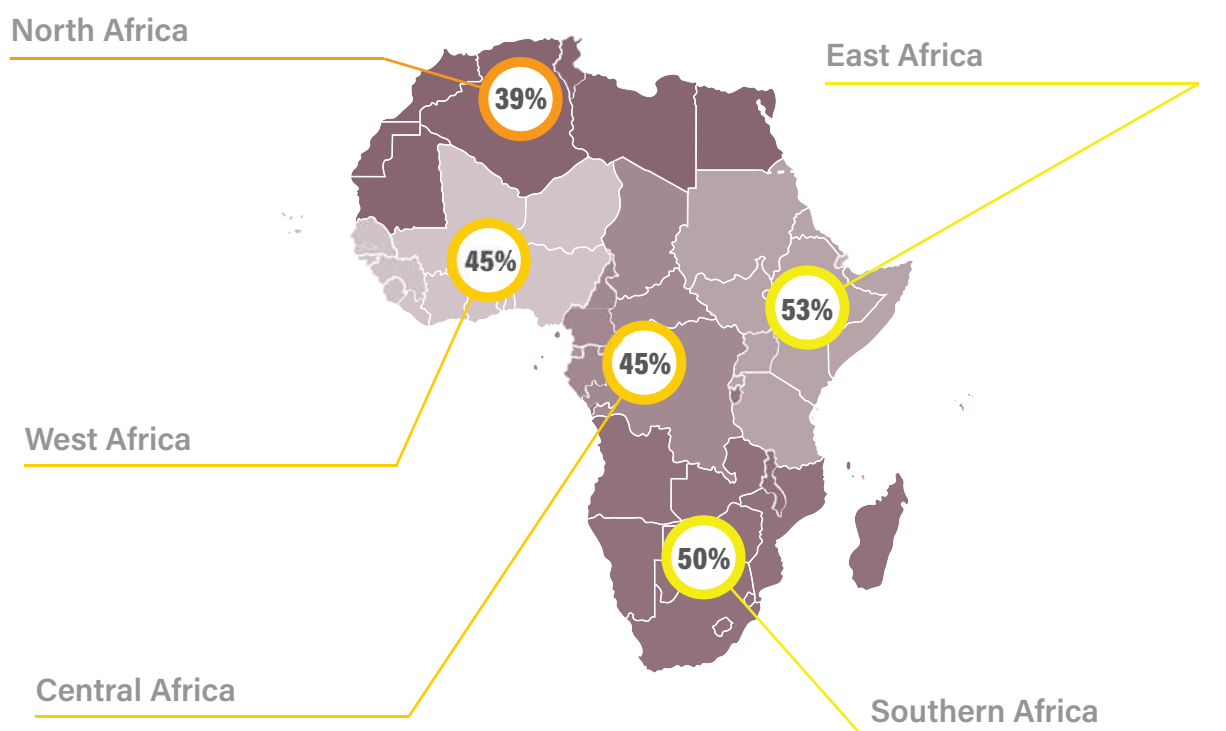 North Africa
East Africa
39%
45%
53%
45%
West Africa
50%
Central Africa
Southern Africa